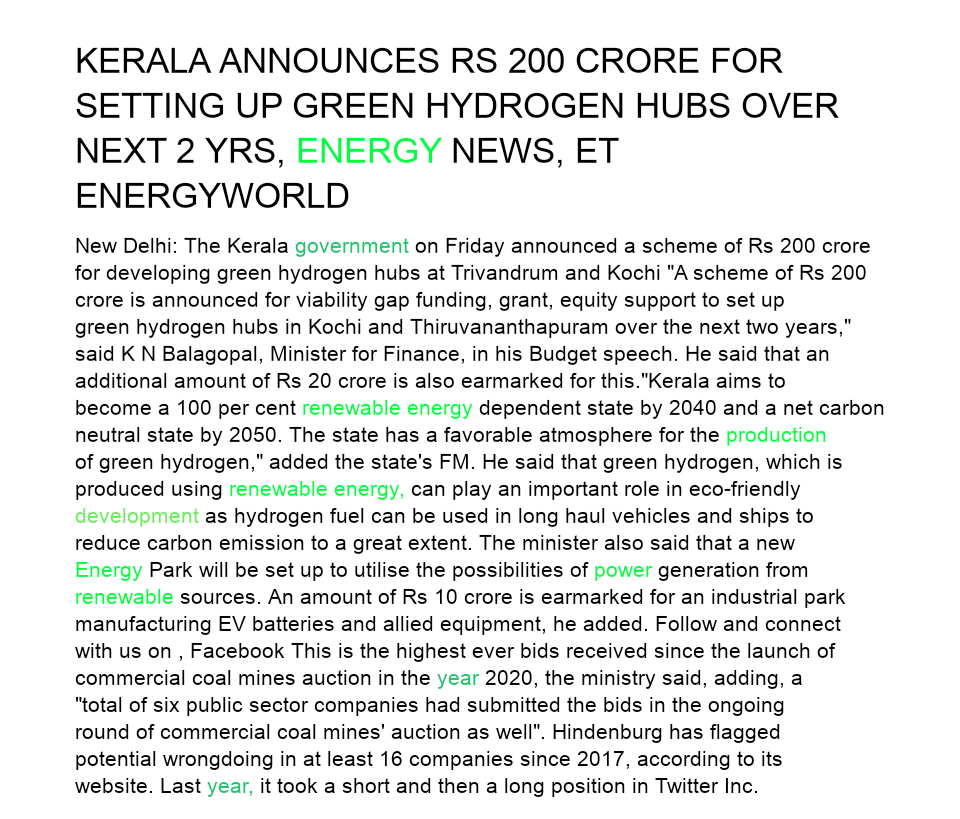 KERALA ANNOUNCES RS 200 CRORE FOR
SETTING UP GREEN HYDROGEN HUBS OVER
NEXT 2 YRS, ENERGY NEWS, ET
ENERGYWORLD
New Delhi: The Kerala government on Friday announced a scheme of Rs 200 crore
for developing green hydrogen hubs at Trivandrum and Kochi "A scheme of Rs 200
crore is announced for viability gap funding, grant, equity support to set up
green hydrogen hubs in Kochi and Thiruvananthapuram over the next two years,"
said K N Balagopal, Minister for Finance, in his Budget speech. He said that an
additional amount of Rs 20 crore is also earmarked for this."Kerala aims to
become a 100 per cent renewable energy dependent state by 2040 and a net carbon
neutral state by 2050. The state has a favorable atmosphere for the production
of green hydrogen," added the state's FM. He said that green hydrogen, which is
produced using renewable energy, can play an important role in eco-friendly
development as hydrogen fuel can be used in long haul vehicles and ships to
reduce carbon emission to a great extent. The minister also said that a new
Energy Park will be set up to utilise the possibilities of power generation from
renewable sources. An amount of Rs 10 crore is earmarked for an industrial park
manufacturing EV batteries and allied equipment, he added. Follow and connect
with us on , Facebook This is the highest ever bids received since the launch of
commercial coal mines auction in the year 2020, the ministry said, adding, a
"total of six public sector companies had submitted the bids in the ongoing
round of commercial coal mines' auction as well". Hindenburg has flagged
potential wrongdoing in at least 16 companies since 2017, according to its
website. Last year, it took a short and then a long position in Twitter Inc.